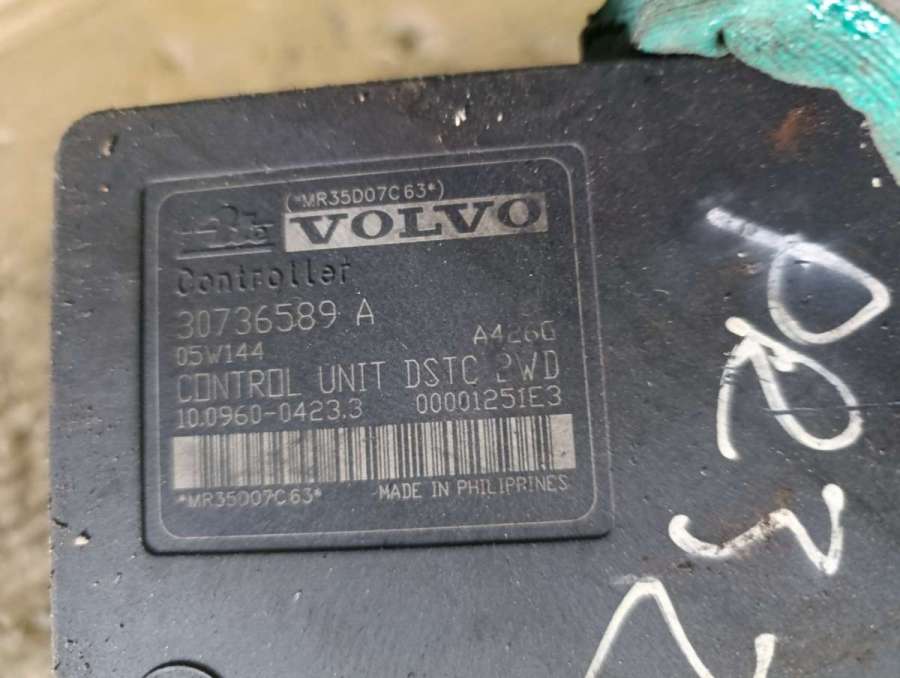 (*MR35D07C63*)
Ate VOLVO
Controller
30736589 A
05W144 A426G
CONTROL UNIT DSTC 2WD
10.0960-0423.3 00001251E3
*MR35D07C63* MADE IN PHILIPPINES